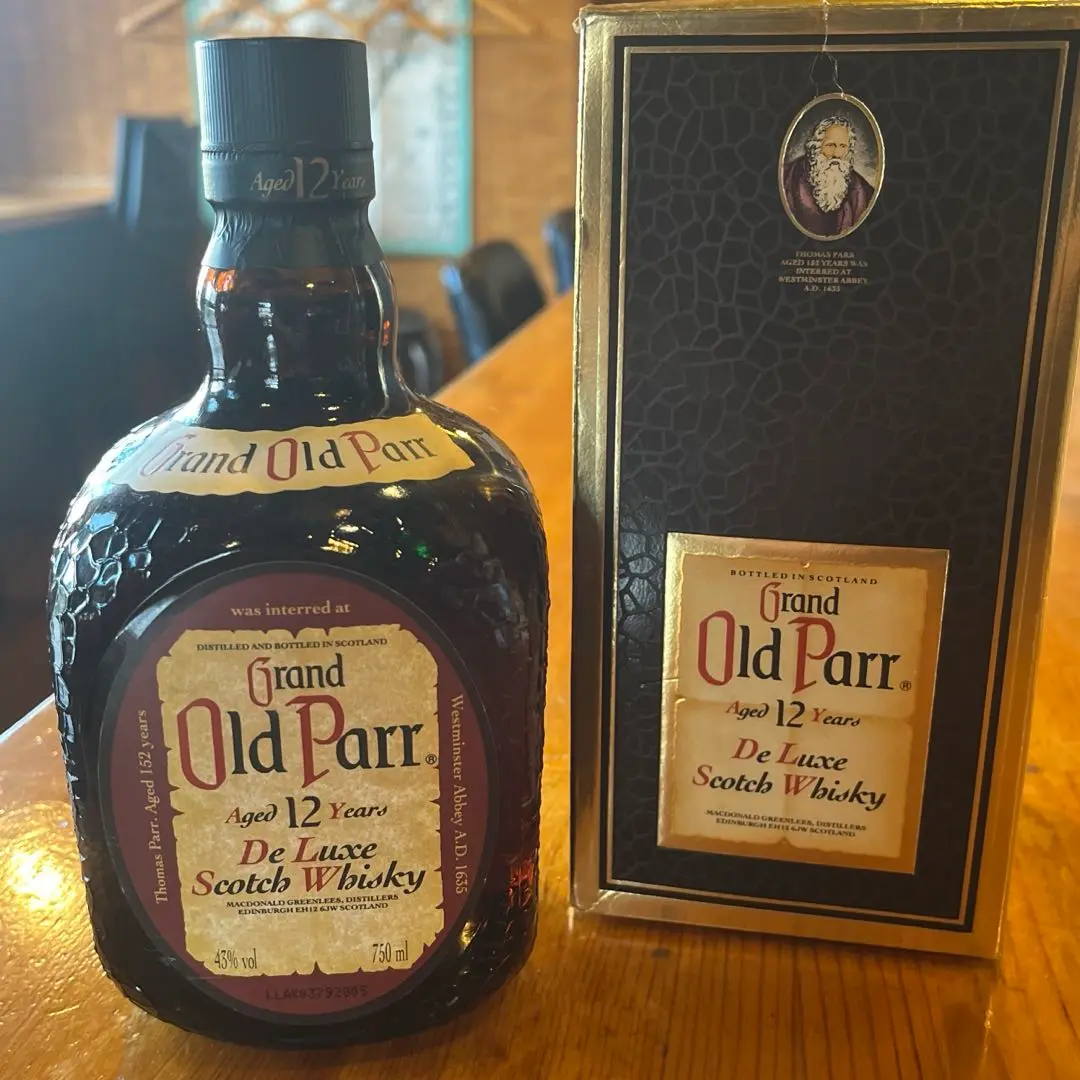 Aged 12 Years
Grand Old Parr
was interred at
Thomas Parr. Aged 152 years
Westminster Abbey A.D. 1635
DISTILLED AND BOTTLED IN SCOTLAND
Grand
Old Parr®
Aged 12 Years
De Luxe
Scotch Whisky
MACDONALD GREENLEES, DISTILLERS
EDINBURGH EH12 6JW SCOTLAND
43% vol 750 ml
THOMAS PARR
AGED 152 YEARS WAS
INTERRED AT
WESTMINSTER ABBEY
A.D. 1635
BOTTLED IN SCOTLAND
Grand
Old Parr®
Aged 12 Years
De Luxe
Scotch Whisky
MACDONALD GREENLEES, DISTILLERS
EDINBURGH EH12 6JW SCOTLAND